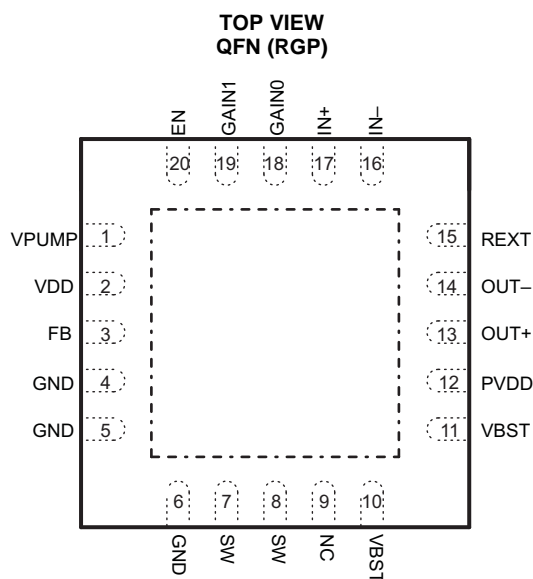 TOP VIEW
QFN (RGP)
EN
GAIN1
GAIN0
IN+
IN–
20
19
18
17
16
VPUMP
1
15
REXT
VDD
2
14
OUT–
FB
3
13
OUT+
GND
4
12
PVDD
GND
5
11
VBST
6
7
8
9
10
GND
SW
SW
NC
VBST